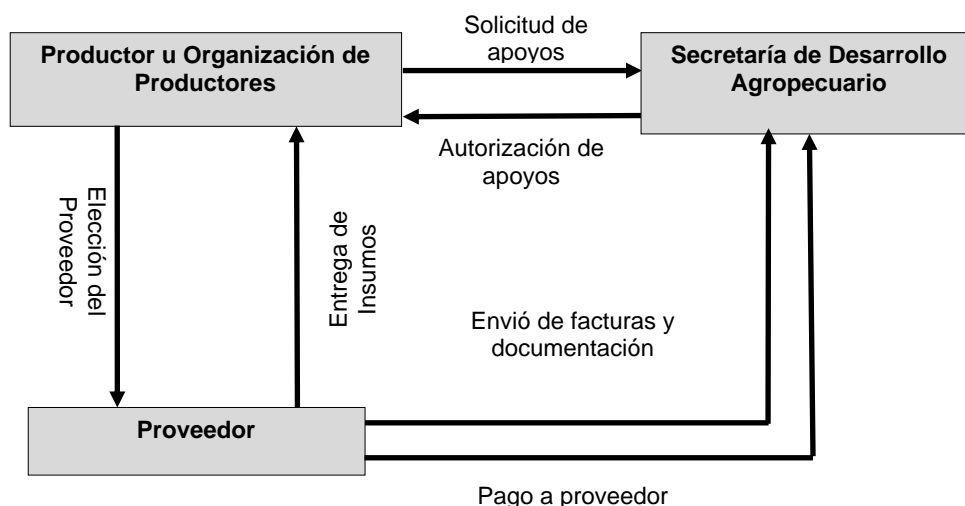 Productor u Organización de
Productores
Solicitud de
apoyos
Secretaría de Desarrollo
Agropecuario
Autorización de
apoyos
Elección del
Proveedor
Entrega de
Insumos
Envió de facturas y
documentación
Proveedor
Pago a proveedor